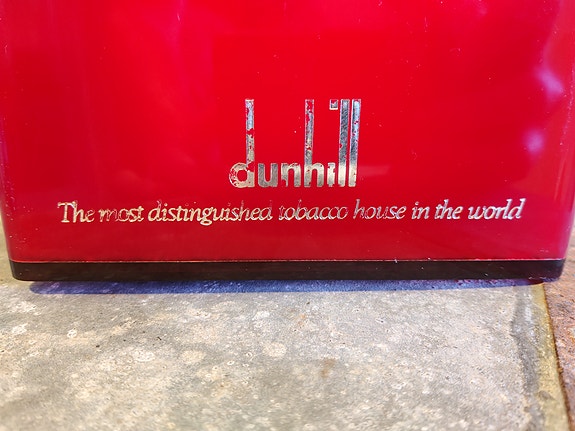 dunhill
The most distinguished tobacco house in the world